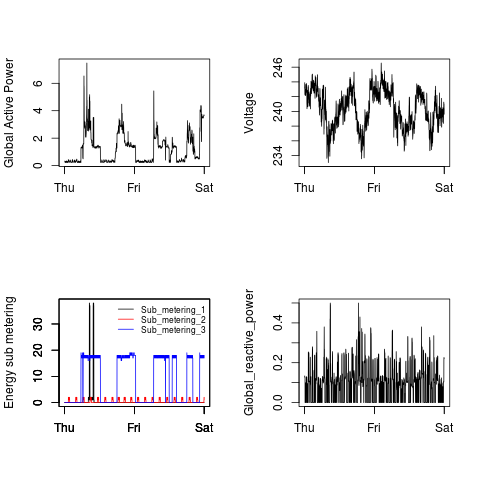 Global Active Power
0 2 4 6
Thu Fri Sat
Voltage
234 240 246
Thu Fri Sat
Energy sub metering
0 10 20 30
Sub_metering_1
Sub_metering_2
Sub_metering_3
Thu Fri Sat
Global_reactive_power
0.0 0.2 0.4
Thu Fri Sat